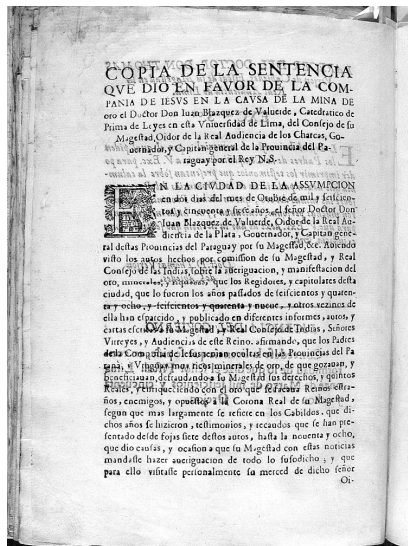 COPIA DE LA SENTENCIA
QVE DIO EN FAVOR DE LA COM-
PAÑIA DE IESVS EN LA CAVSA DE LA MINA DE
oro el Doctor Don Iuan Blazquez de Valuerde, Catedratico de
Prima de Leyes en esta Vniuersidad de Lima, del Consejo de su
Magestad, Oidor de la Real Audiencia de los Charcas, Go-
uernador, y Capitan general de la Prouincia del Pa-
raguay por el Rey N.S.
EN LA CIVDAD DE LA ASSVMPCION
en dos dias del mes de Otubre de mil y seiscien-
tos, y cincuenta y siete años, el señor Doctor Don
Iuan Blazquez de Valuerde, Oidor de la Real Au-
diencia de la Plata, Gouernador, y Capitan gene-
ral destas Prouincias del Paraguay por su Magestad, &c. Auiendo
visto los autos hechos por comission de su Magestad, y Real
Consejo de las Indias, sobre la aueriguacion, y manifestacion del
oro, minerales, y que los Regidores, y capitulares desta
ciudad, que lo fueron los años passados de seiscientos y quaren-
ta y ocho, y seiscientos y quarenta y nueue, y otros vezinos de
ella han esparcido, y publicado en diferentes informes, autos, y
cartas escritas a su Magestad, y Real Consejo de Indias, Señores
Virreyes, y Audiencias de este Reino, afirmando, que los Padres
de la Compañia de Iesus tenian ocultas en las Prouincias del Pa
ranà, y Vruguay muy ricos minerales de oro, de que gozauan, y
beneficiauan, defraudando a su Magestad sus derechos, y quintos
Reales, y enriqueciendo con el oro que sacauan Reinos estra-
ños, enemigos, y opuestos a la Corona Real de su Magestad,
segun que mas largamente se refiere en los Cabildos, que di-
chos años se hizieron, testimonios, y recaudos que se han pre-
sentado desde fojas siete destos autos, hasta la nouenta y ocho,
que dio causa, y ocasion a que su Magestad con estas noticias
mandasse hazer aueriguacion de todo lo susodicho, y que
para ello visitasse personalmente su merced de dicho señor
Oi-